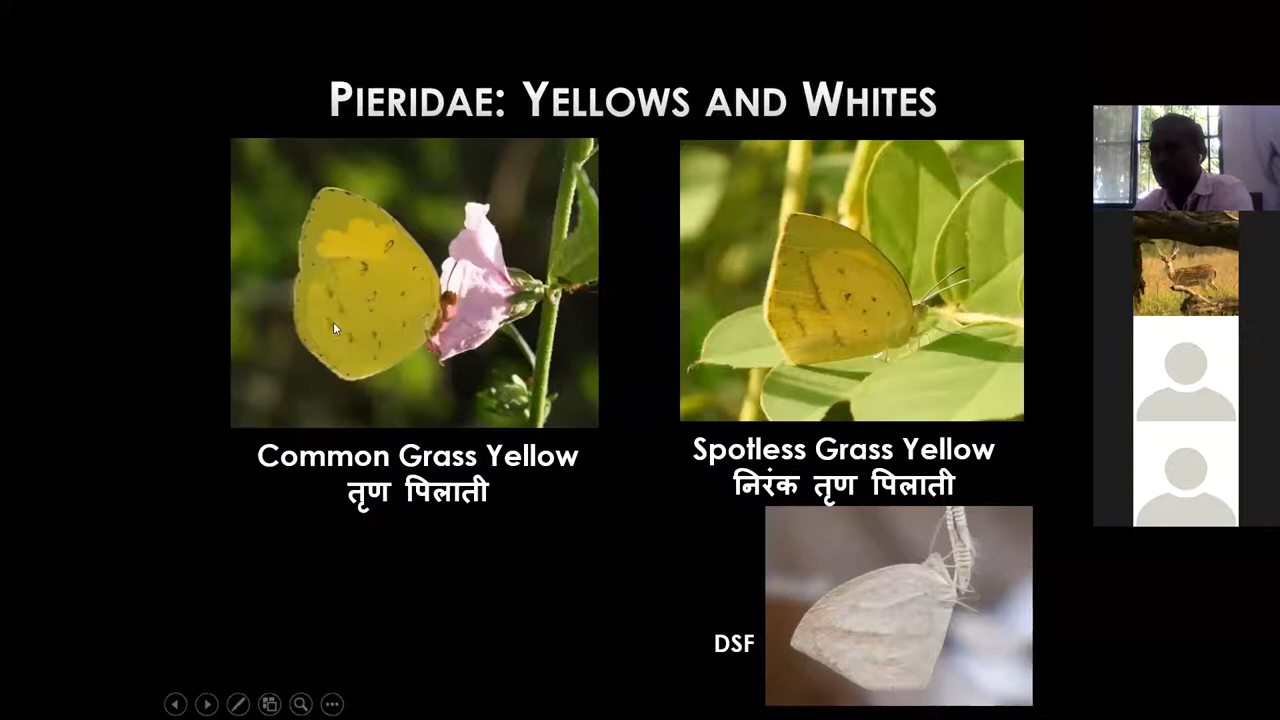 PIERIDAE: YELLOWS AND WHITES
Common Grass Yellow
तृण पिलाती
Spotless Grass Yellow
निरंक तृण पिलाती
DSF